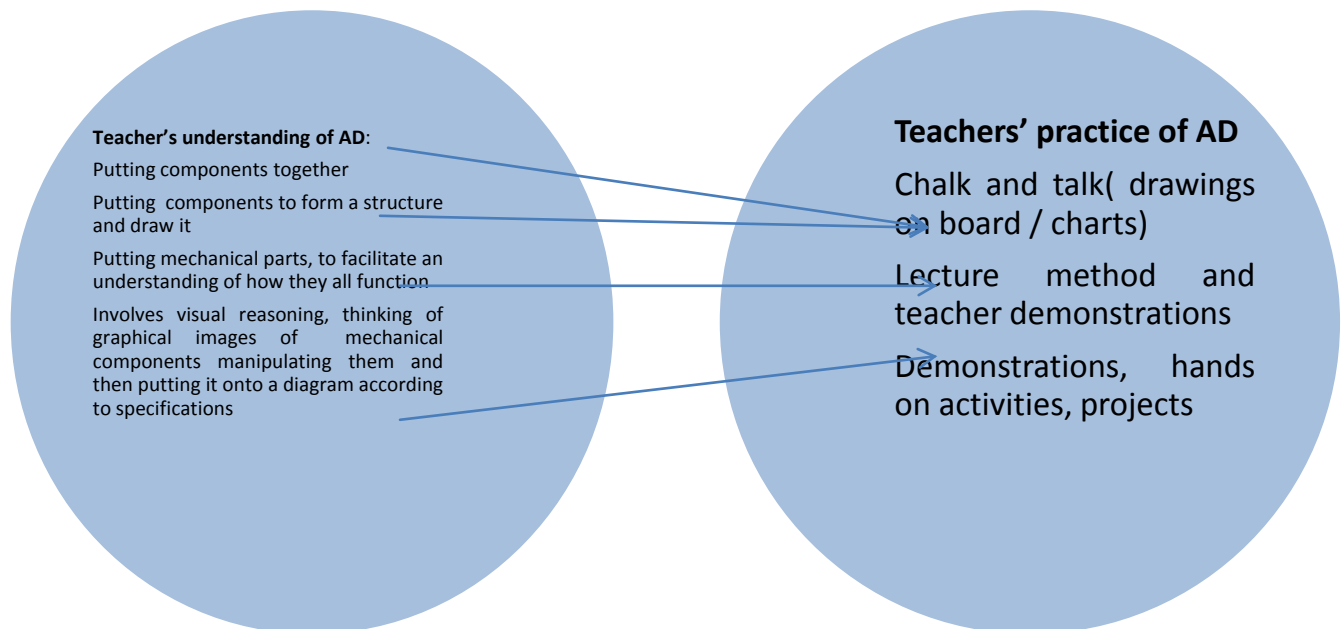 Teacher's understanding of AD:
Putting components together
Putting components to form a structure
and draw it
Putting mechanical parts, to facilitate an
understanding of how they all function
Involves visual reasoning, thinking of
graphical images of mechanical
components manipulating them and
then putting it onto a diagram according
to specifications
Teachers' practice of AD
Chalk and talk( drawings
on board / charts)
Lecture method and
teacher demonstrations
Demonstrations, hands
on activities, projects